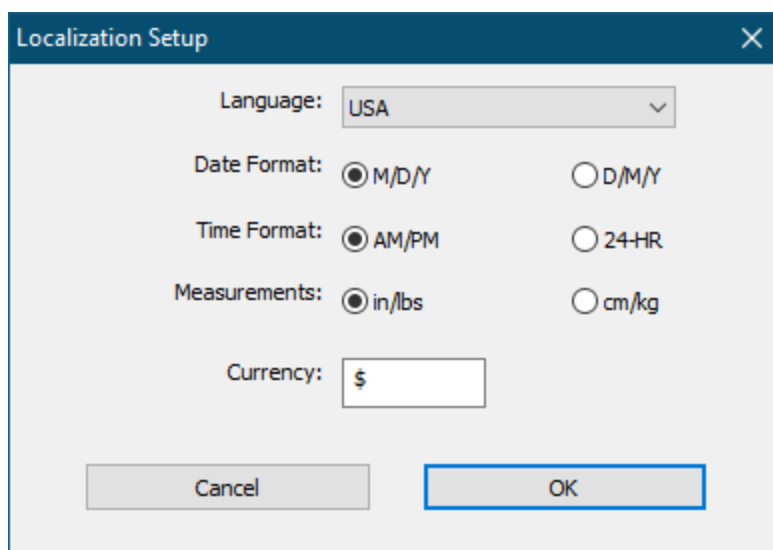 Localization Setup
Language: USA
Date Format: M/D/Y D/M/Y
Time Format: AM/PM 24-HR
Measurements: in/lbs cm/kg
Currency: $
Cancel OK